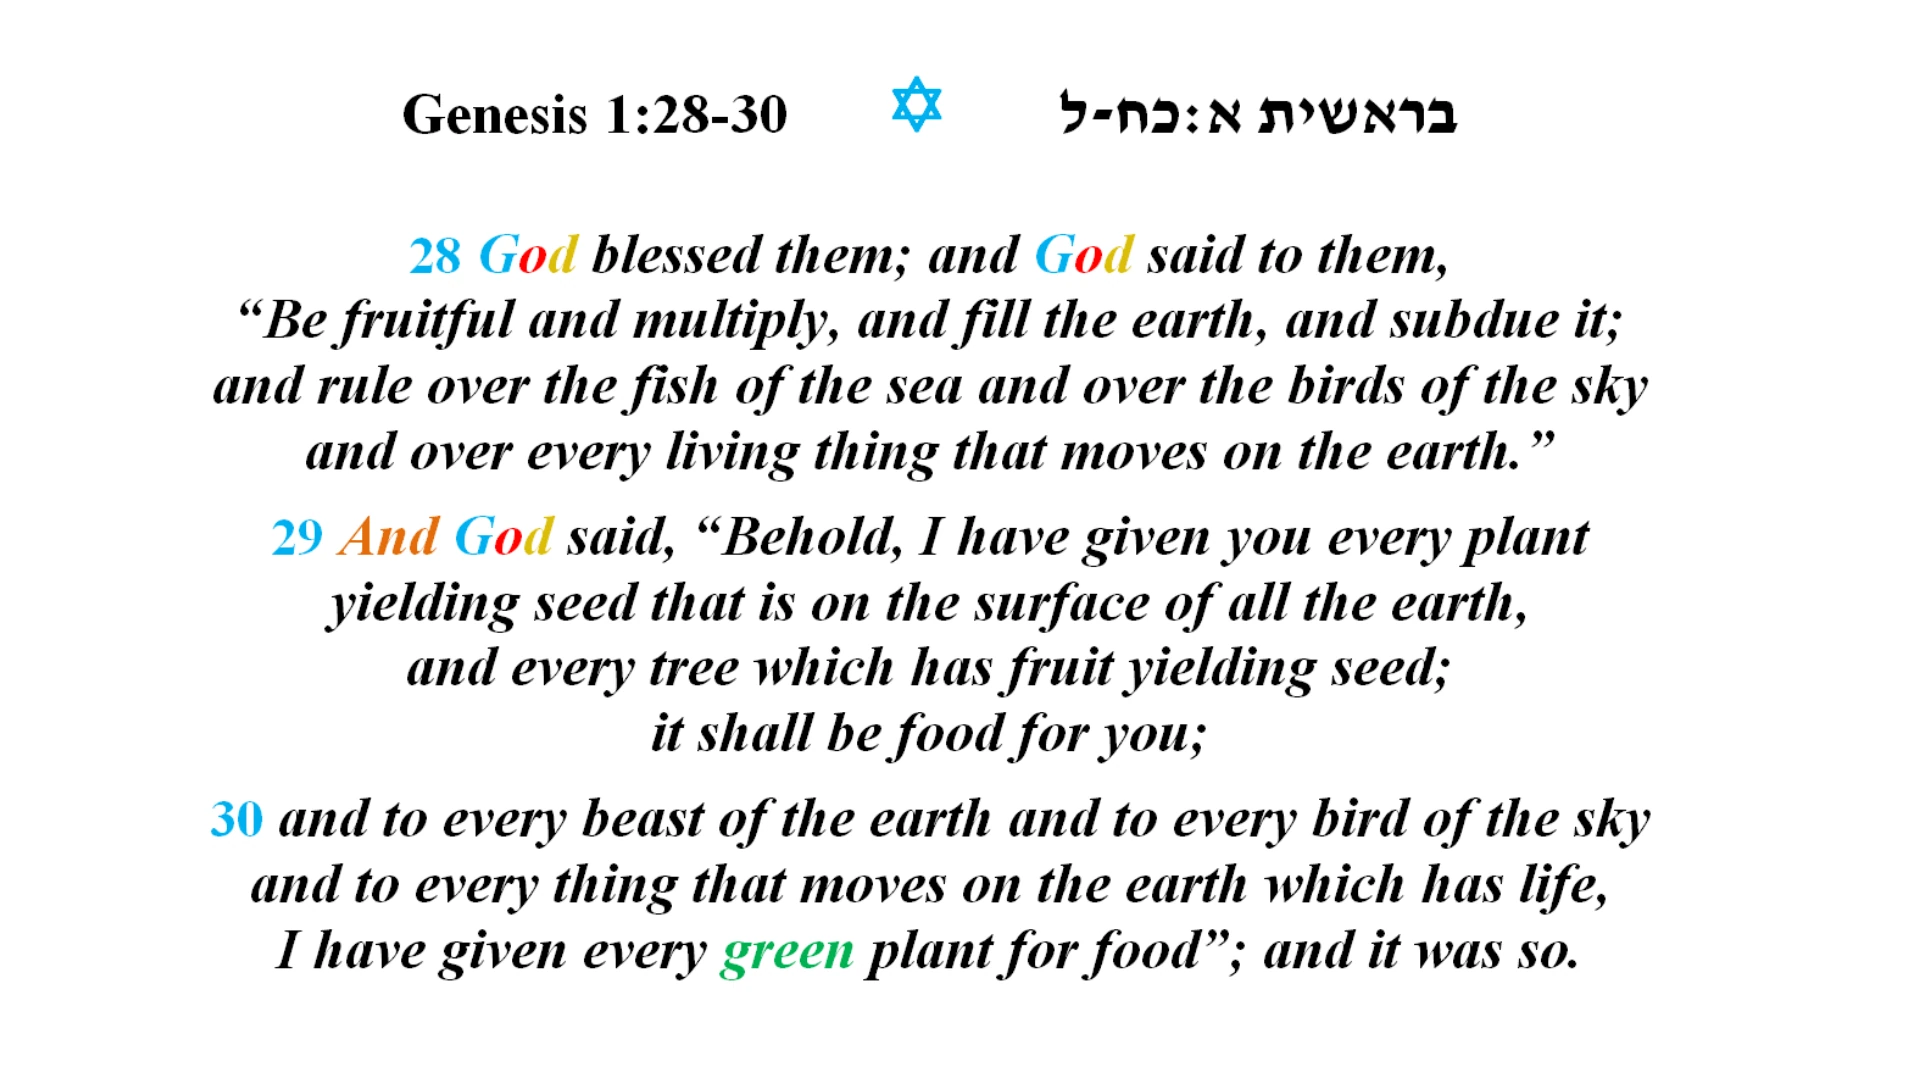 Genesis 1:28-30 ✡ בראשית א:כח-ל
28 God blessed them; and God said to them,
“Be fruitful and multiply, and fill the earth, and subdue it;
and rule over the fish of the sea and over the birds of the sky
and over every living thing that moves on the earth.”
29 And God said, “Behold, I have given you every plant
yielding seed that is on the surface of all the earth,
and every tree which has fruit yielding seed;
it shall be food for you;
30 and to every beast of the earth and to every bird of the sky
and to every thing that moves on the earth which has life,
I have given every green plant for food”; and it was so.